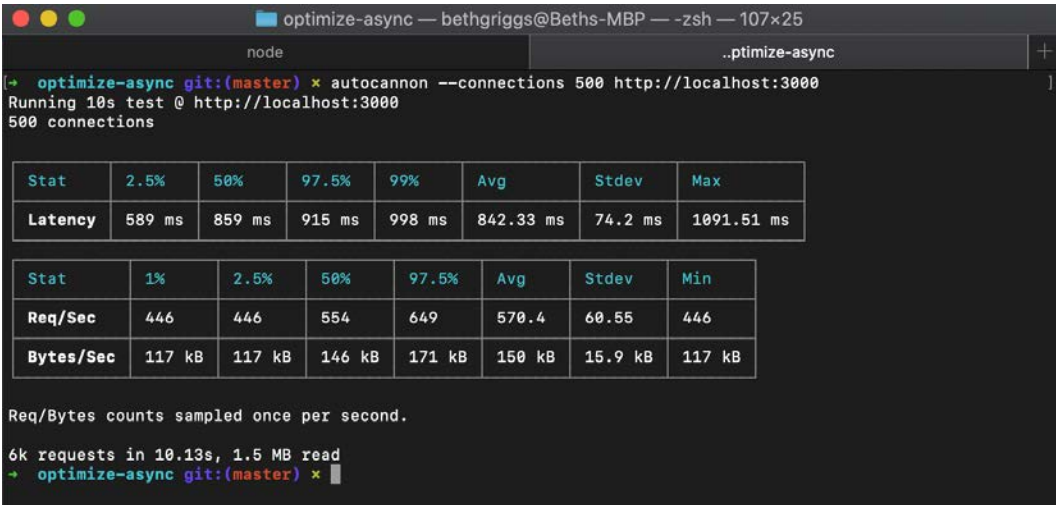 optimize-async — bethgriggs@Beths-MBP — -zsh — 107×25
node ..ptimize-async +
[→ optimize-async git:(master) × autocannon --connections 500 http://localhost:3000 ]
Running 10s test @ http://localhost:3000
500 connections
Stat 2.5% 50% 97.5% 99% Avg Stdev Max
Latency 589 ms 859 ms 915 ms 998 ms 842.33 ms 74.2 ms 1091.51 ms
Stat 1% 2.5% 50% 97.5% Avg Stdev Min
Req/Sec 446 446 554 649 570.4 60.55 446
Bytes/Sec 117 kB 117 kB 146 kB 171 kB 150 kB 15.9 kB 117 kB
Req/Bytes counts sampled once per second.
6k requests in 10.13s, 1.5 MB read
→ optimize-async git:(master) ×